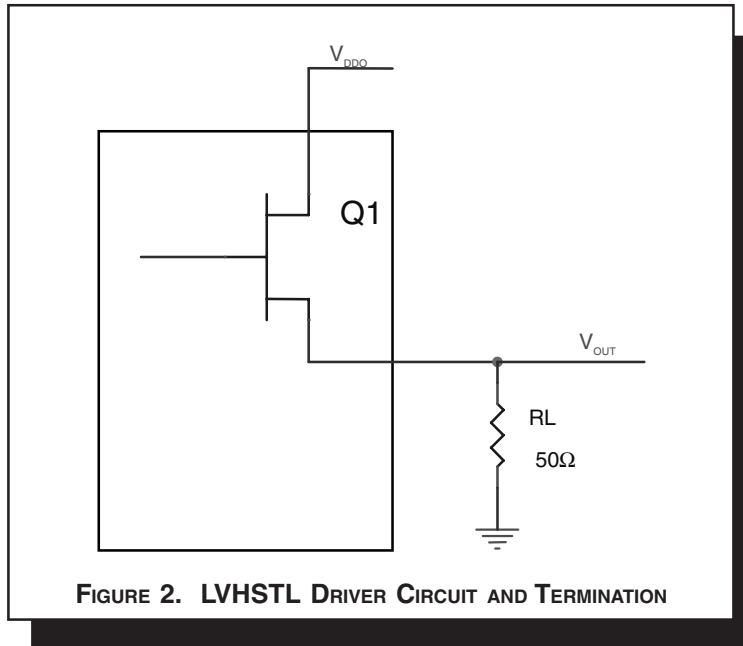 VDDO
Q1
VOUT
RL
50Ω
FIGURE 2. LVHSTL DRIVER CIRCUIT AND TERMINATION